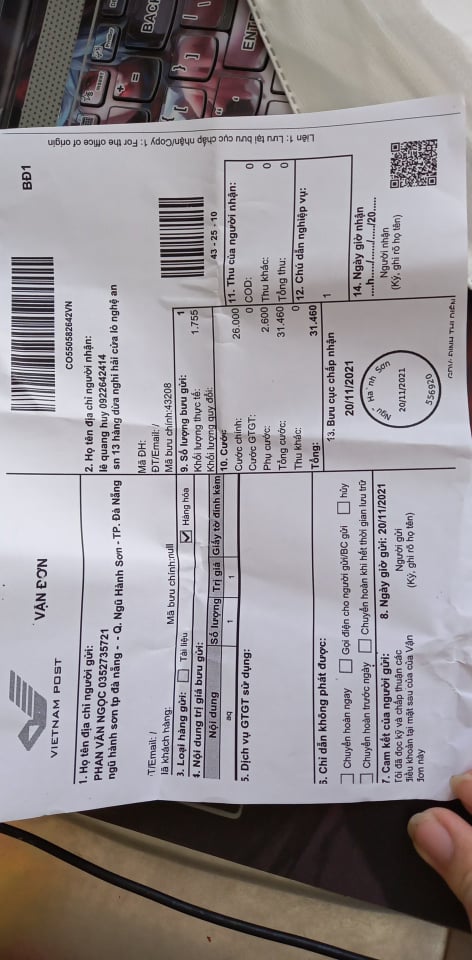 VIETNAM POST
VẬN ĐƠN
BĐ1
CO550582642VN
1. Họ tên địa chỉ người gửi:
PHAN VĂN NGỌC 0352735721
ngũ hành sơn tp đà nẵng - - Q. Ngũ Hành Sơn - TP. Đà Nẵng
T/Email: /
lã khách hàng:
Mã bưu chính:null
2. Họ tên địa chỉ người nhận:
lê quang huy 0922642414
sn 13 hàng dừa nghi hải cửa lò nghệ an
Mã ĐH:
ĐT/Email: /
Mã bưu chính:43208
43 - 25 - 10
3. Loại hàng gửi:
Tài liệu
Hàng hóa
4. Nội dung trị giá bưu gửi:
Nội dung Số lượng Trị giá Giấy tờ đính kèm
aq 1 1
5. Dịch vụ GTGT sử dụng:
6. Chỉ dẫn không phát được:
Chuyển hoàn ngay
Gọi điện cho người gửi/BC gửi
hủy
Chuyển hoàn trước ngày
Chuyển hoàn khi hết thời gian lưu trữ
7. Cam kết của người gửi:
Tôi đã đọc kỹ và chấp thuận các
điều khoản tại mặt sau của của Vận
đơn này
8. Ngày giờ gửi: 20/11/2021
Người gửi
(Ký, ghi rõ họ tên)
9. Số lượng bưu gửi: 1
Khối lượng thực tế: 1.755
Khối lượng quy đổi:
10. Cước
Cước chính: 26.000
Cước GTGT: 0
Phụ cước: 2.600
Tổng cước: 31.460
Thu khác: 0
Tổng: 31.460
11. Thu của người nhận:
COD: 0
Thu khác: 0
Tổng thu: 0
12. Chú dẫn nghiệp vụ:
1
13. Bưu cục chấp nhận
20/11/2021
Ngu~ Ha`nh Sơn
20/11/2021
556920
GDV: ĐINH THỊ DIÊN
14. Ngày giờ nhận
....h....../....../..../20.....
Người nhận
(Ký, ghi rõ họ tên)
Liên 1: Lưu tại bưu cục chấp nhận/Copy 1: For the office of origin
INSERT
BACK
ENT